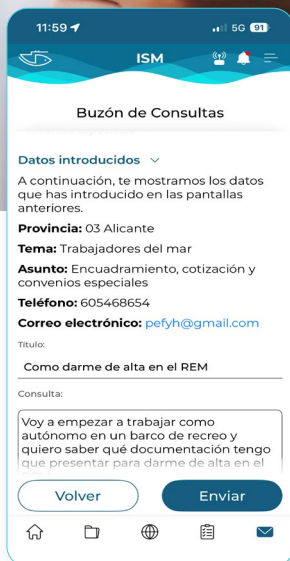 11:59
5G 91
ISM
Buzón de Consultas
Datos introducidos
A continuación, te mostramos los datos
que has introducido en las pantallas
anteriores.
Provincia: 03 Alicante
Tema: Trabajadores del mar
Asunto: Encuadramiento, cotización y
convenios especiales
Teléfono: 605468654
Correo electrónico: pefyh@gmail.com
Título:
Como darme de alta en el REM
Consulta:
Voy a empezar a trabajar como
autónomo en un barco de recreo y
quiero saber qué documentación tengo
que presentar para darme de alta en el
Volver
Enviar